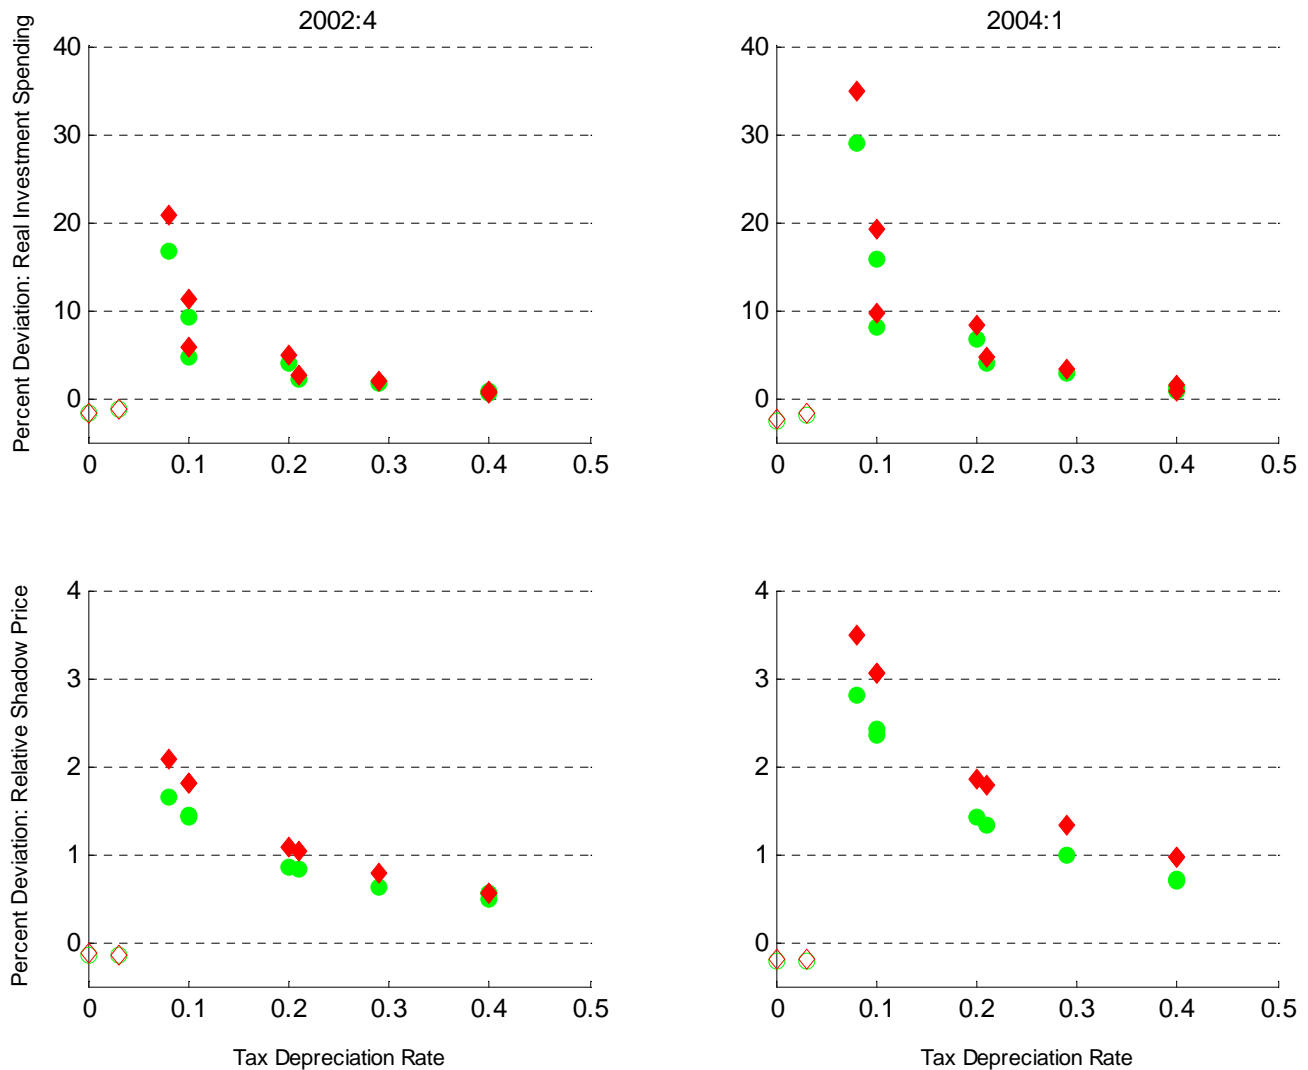 2002:4
2004:1
Percent Deviation: Real Investment Spending
40
30
20
10
0
0 0.1 0.2 0.3 0.4 0.5
40
30
20
10
0
0 0.1 0.2 0.3 0.4 0.5
Percent Deviation: Relative Shadow Price
4
3
2
1
0
0 0.1 0.2 0.3 0.4 0.5
Tax Depreciation Rate
4
3
2
1
0
0 0.1 0.2 0.3 0.4 0.5
Tax Depreciation Rate